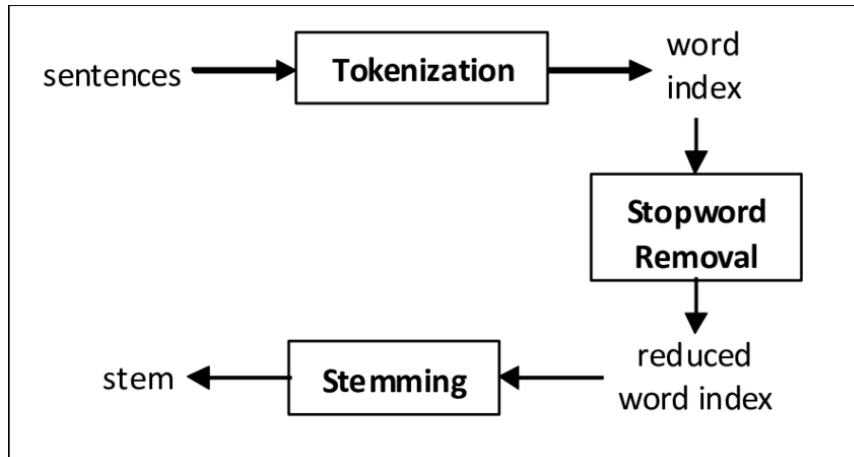 sentences
Tokenization
word
index
Stopword
Removal
reduced
word index
Stemming
stem